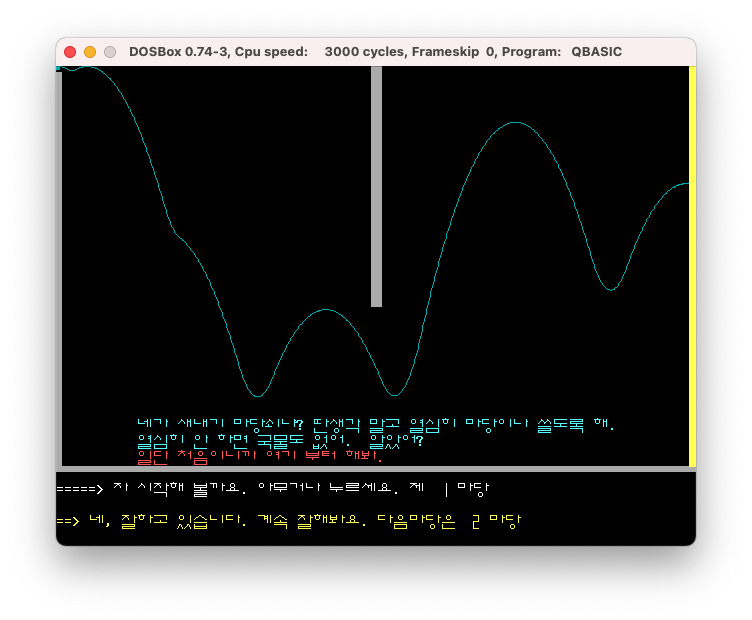 DOSBox 0.74-3, Cpu speed: 3000 cycles, Frameskip 0, Program: QBASIC
네가 새내기 마당쇠냐? 딴생각 말고 열심히 마당이나 쓸도록 해.
열심히 안 하면 국물도 없어. 알았어?
일단 처음이니까 여기 부터 해봐.
=====> 자 시작해 볼까요. 아무거나 누르세요. 제 1 마당
==> 네, 잘하고 있습니다. 계속 잘해봐요. 다음마당은 2 마당